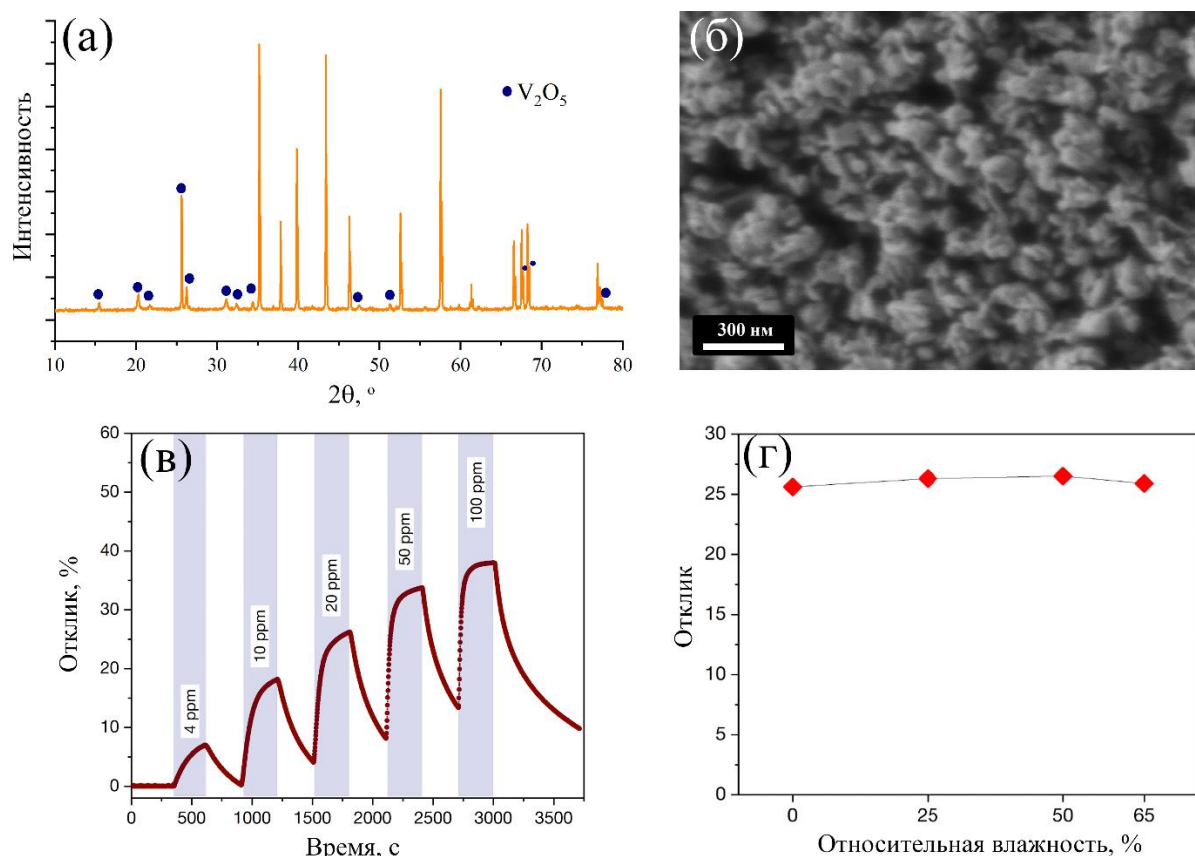 (а)
Интенсивность
V₂O₅
10 20 30 40 50 60 70 80
2θ, °
(б)
300 нм
(в)
Отклик, %
60
50
40
30
20
10
0
4 ppm
10 ppm
20 ppm
50 ppm
100 ppm
0 500 1000 1500 2000 2500 3000 3500
Время, с
(г)
Отклик
30
25
20
15
10
5
0
0 25 50 65
Относительная влажность, %